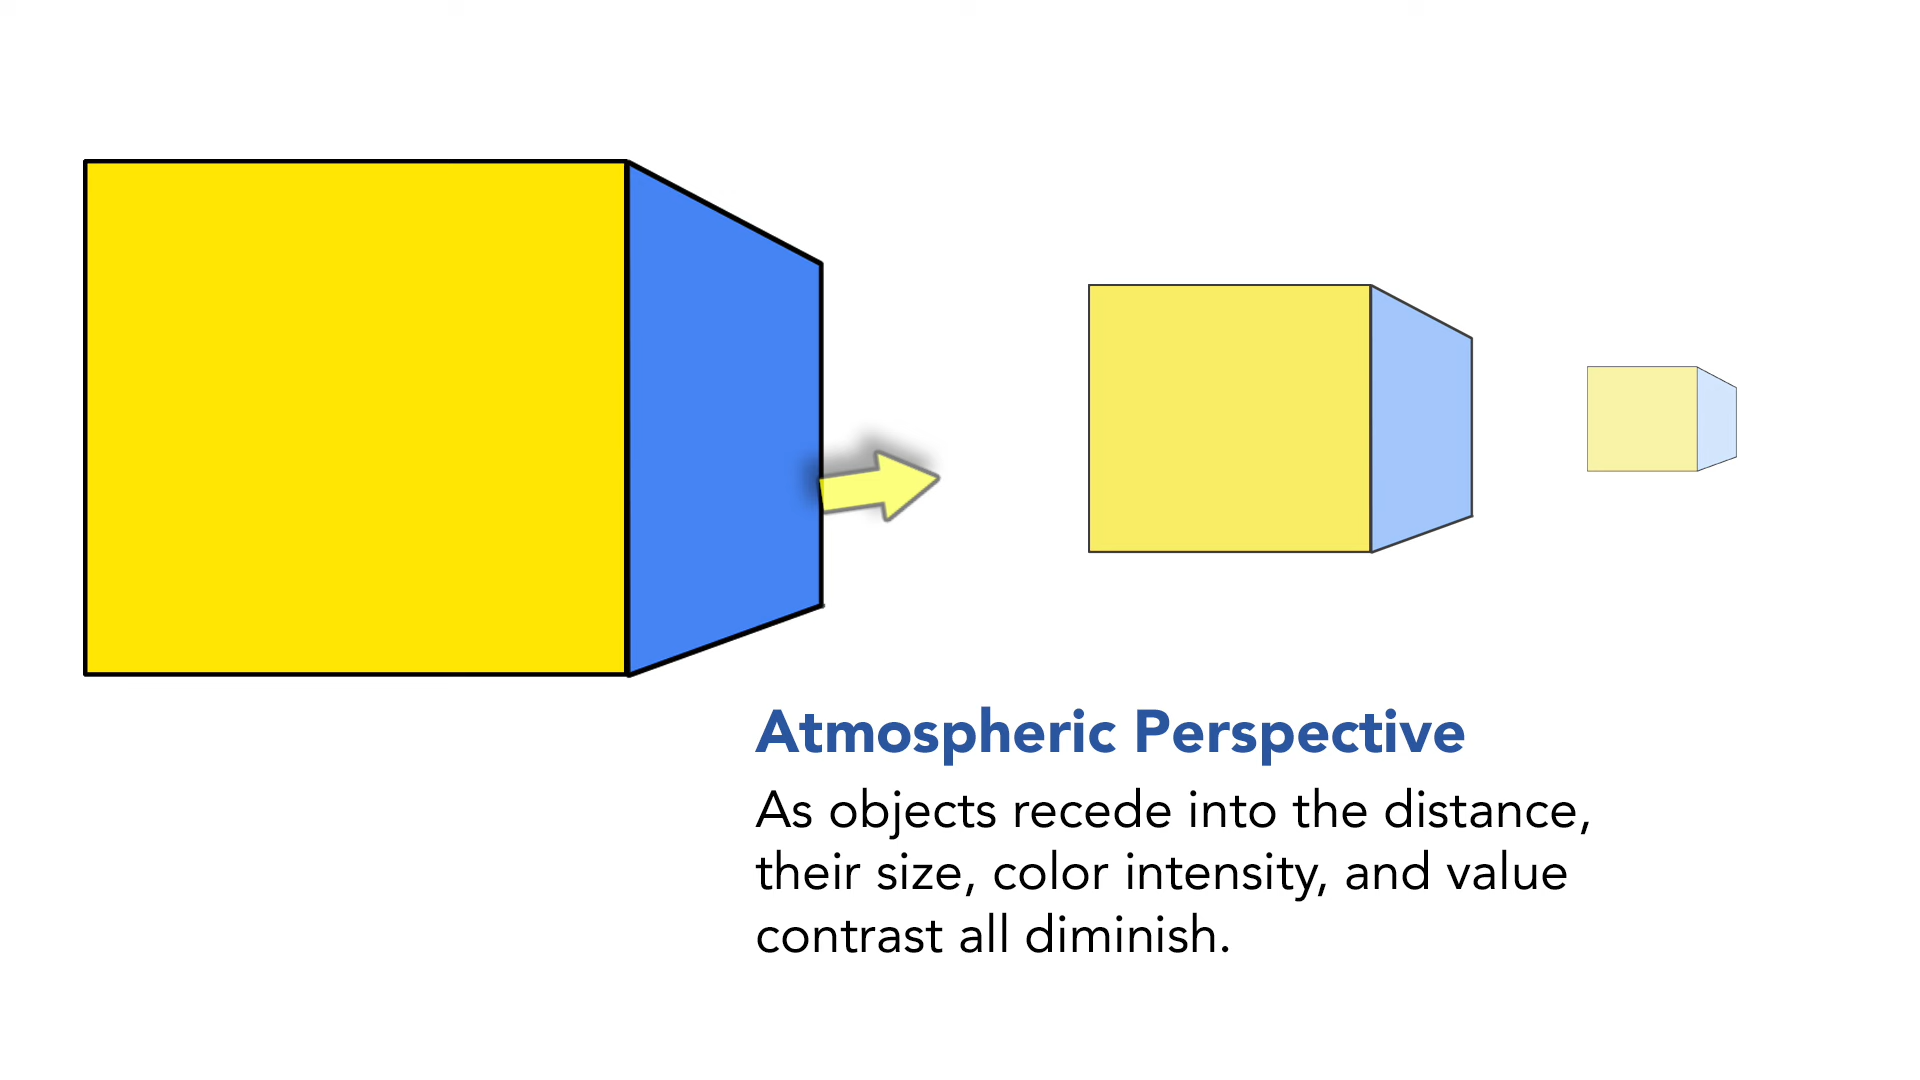 Atmospheric Perspective
As objects recede into the distance,
their size, color intensity, and value
contrast all diminish.